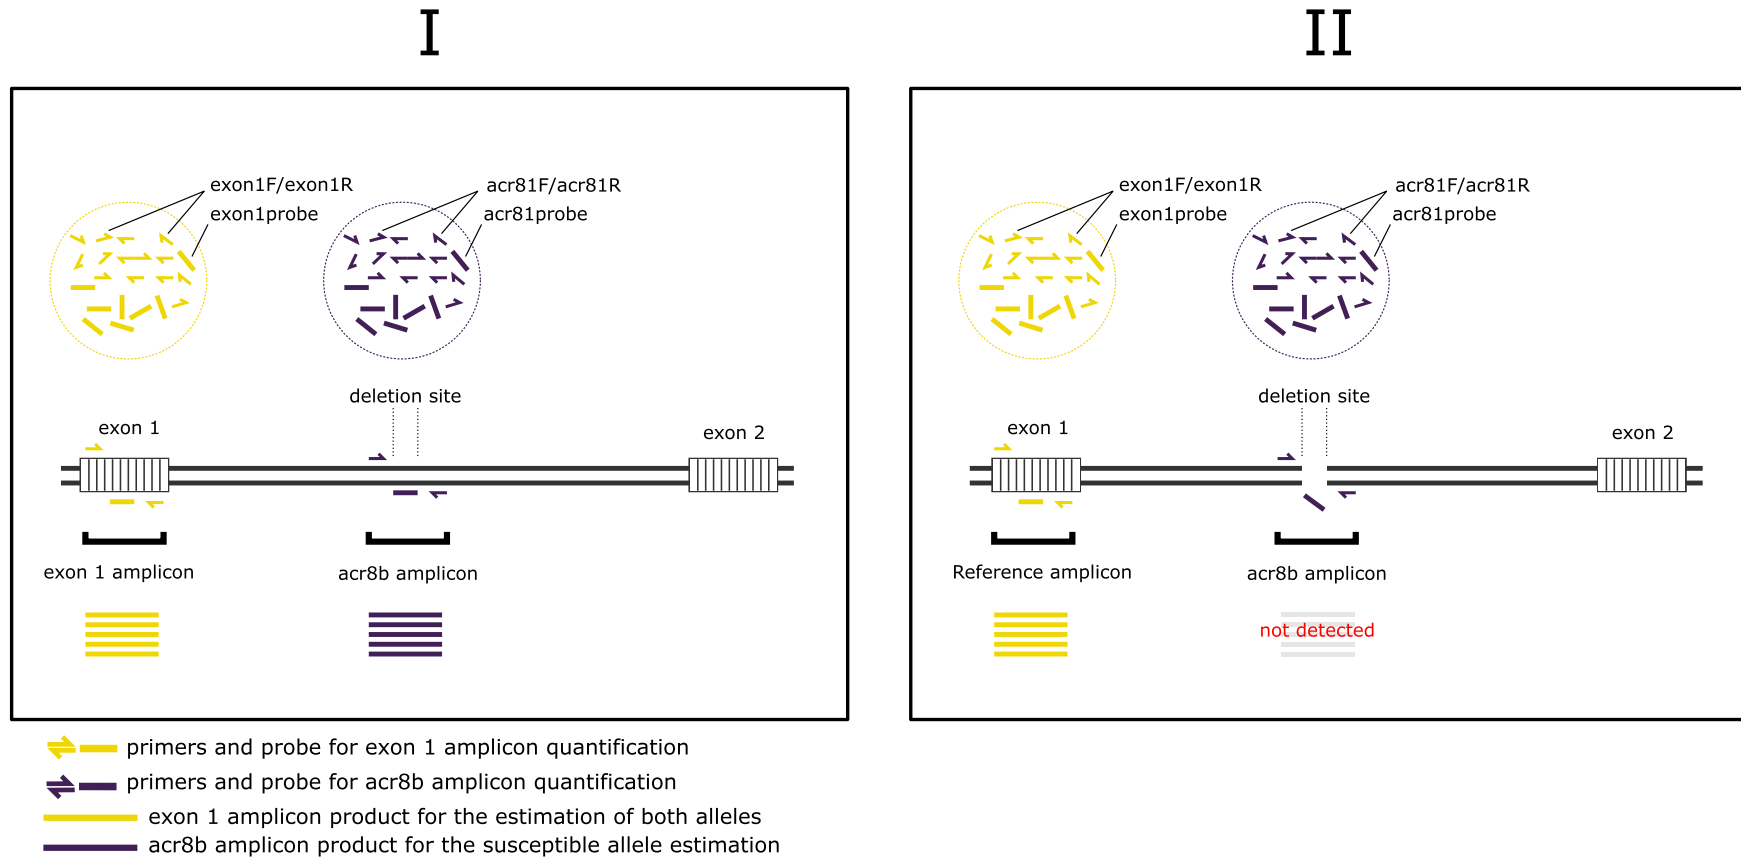 I
II
exon1F/exon1R
exon1probe
acr81F/acr81R
acr81probe
deletion site
exon 1
exon 2
exon 1 amplicon
acr8b amplicon
exon1F/exon1R
exon1probe
acr81F/acr81R
acr81probe
deletion site
exon 1
exon 2
Reference amplicon
acr8b amplicon
not detected
primers and probe for exon 1 amplicon quantification
primers and probe for acr8b amplicon quantification
exon 1 amplicon product for the estimation of both alleles
acr8b amplicon product for the susceptible allele estimation